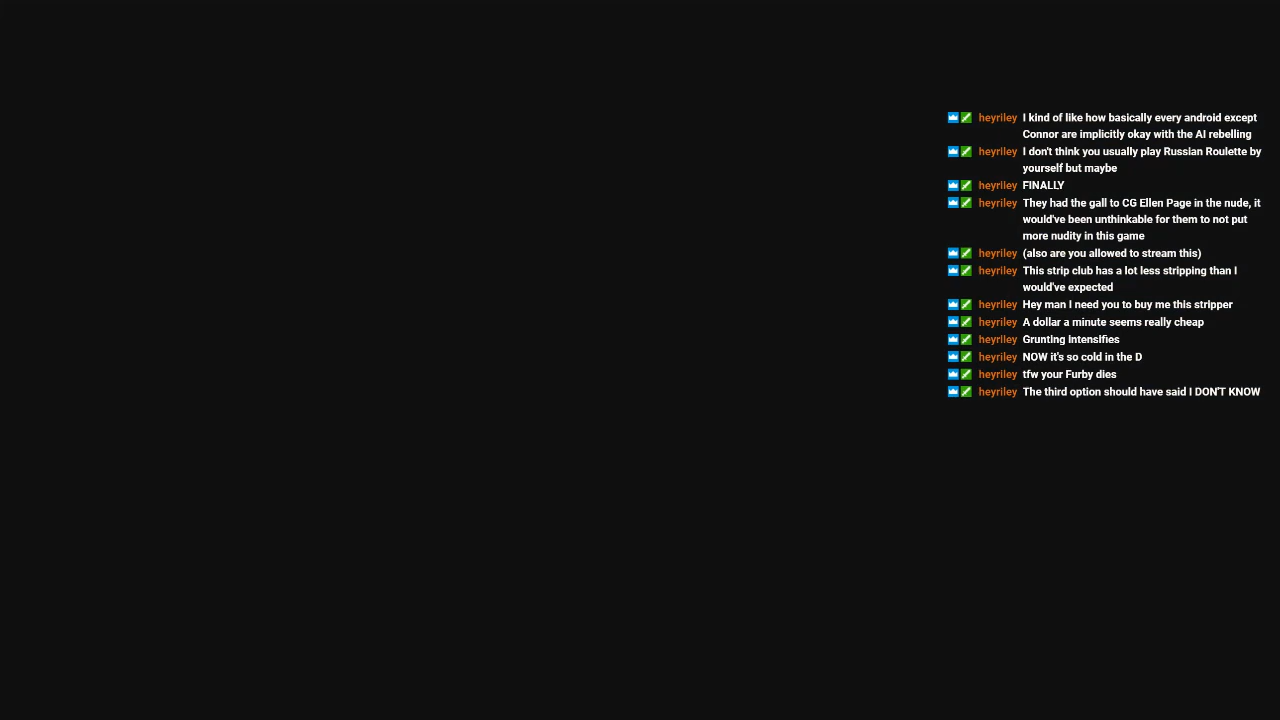 heyriley I kind of like how basically every android except
Connor are implicitly okay with the AI rebelling
heyriley I don't think you usually play Russian Roulette by
yourself but maybe
heyriley FINALLY
heyriley They had the gall to CG Ellen Page in the nude, it
would've been unthinkable for them to not put
more nudity in this game
heyriley (also are you allowed to stream this)
heyriley This strip club has a lot less stripping than I
would've expected
heyriley Hey man I need you to buy me this stripper
heyriley A dollar a minute seems really cheap
heyriley Grunting Intensifies
heyriley NOW it's so cold in the D
heyriley tfw your Furby dies
heyriley The third option should have said I DON'T KNOW